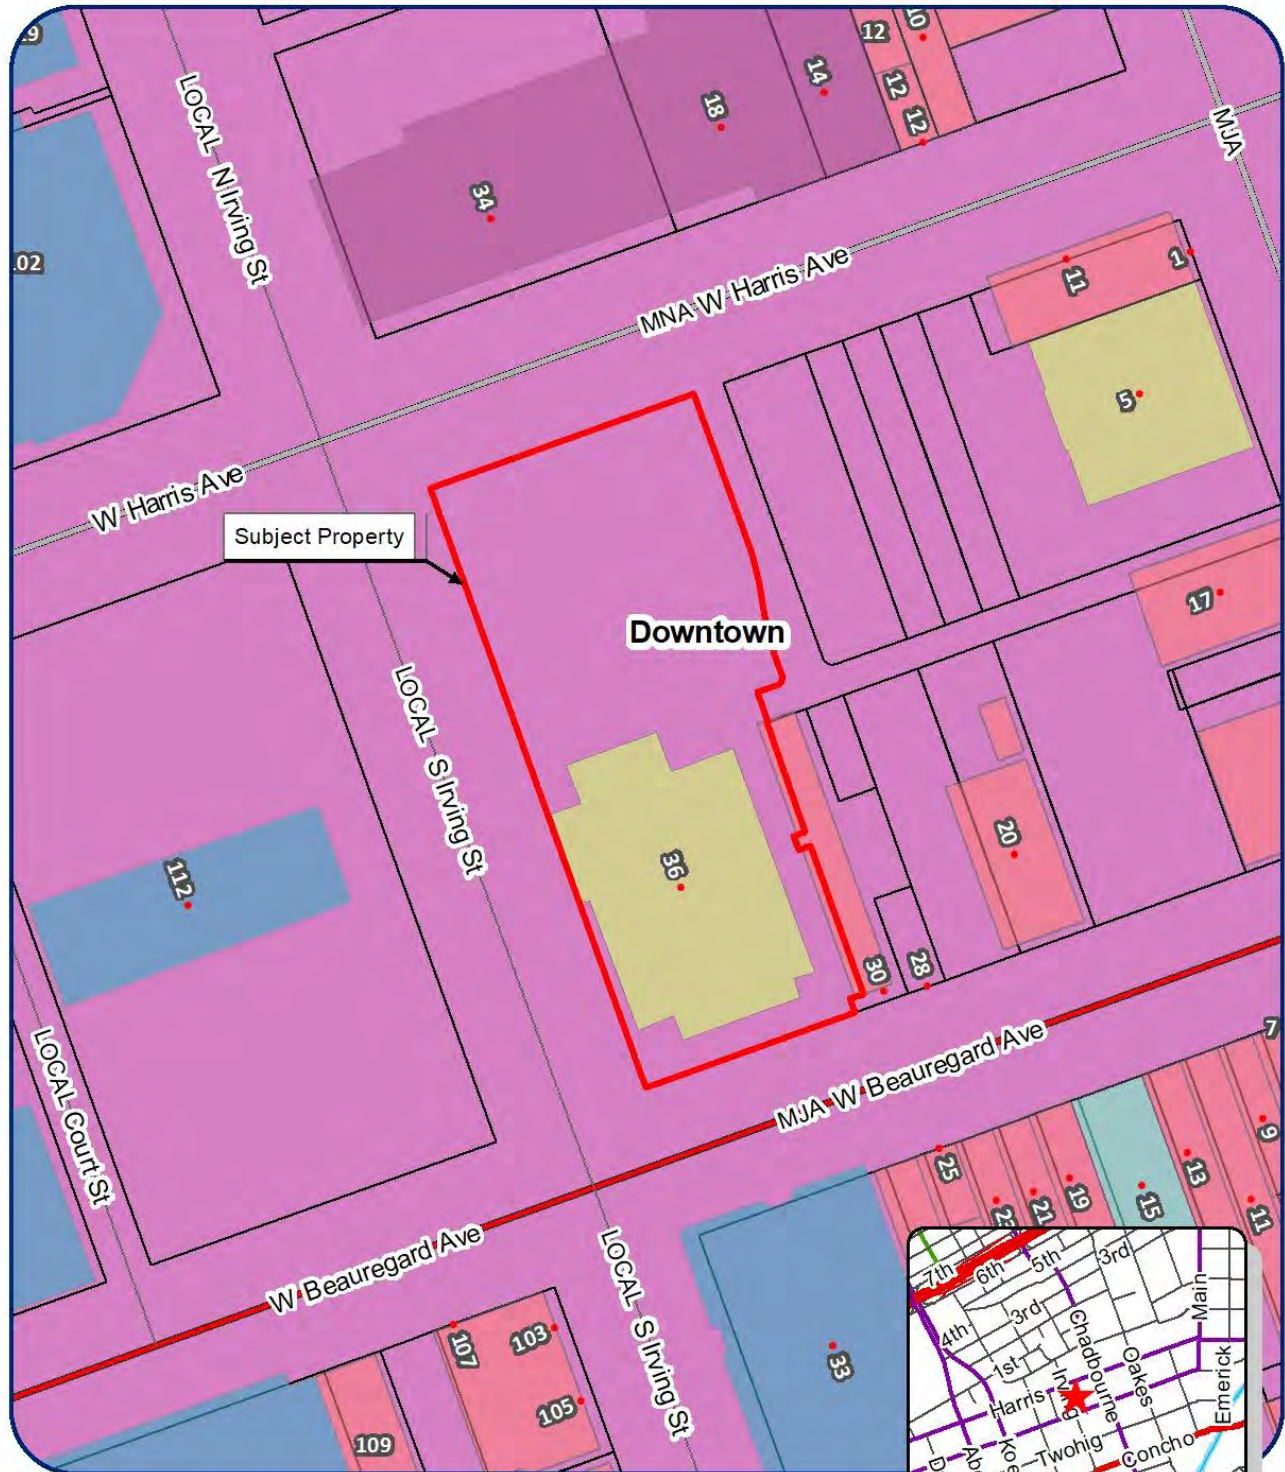 12
10
14
12
18
12
LOCAL N Irving St
MJA
34
1
11
MNA W Harris Ave
5
W Harris Ave
Subject Property
17
Downtown
LOCAL S Irving St
20
36
112
30
28
7
MJA W Beauregard Ave
LOCAL Court St
9
25
13
19
15
21
11
W Beauregard Ave
LOCAL S Irving St
107
103
33
105
109
7th
6th
5th
3rd
Main
3rd
4th
Chadbourne
1st
Oakes
Irving
Emerick
Harris
Twohig
Concho